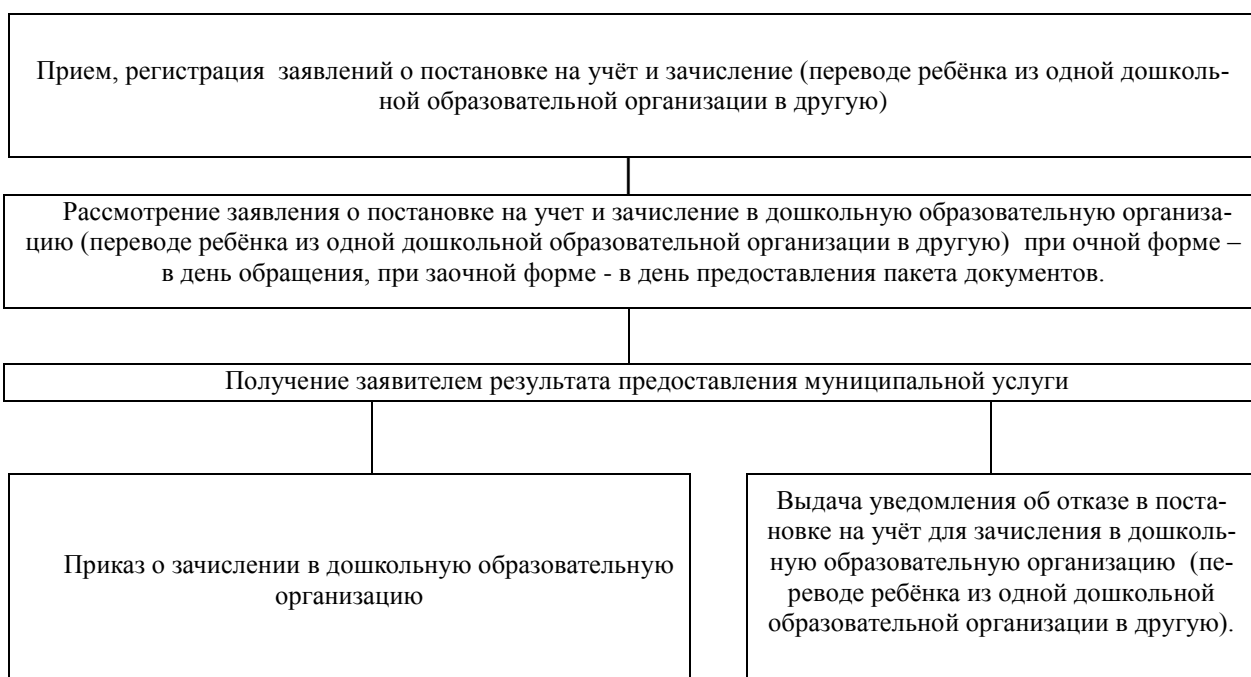 Прием, регистрация  заявлений о постановке на учёт и зачисление (переводе ребёнка из одной дошколь-
ной образовательной организации в другую)
Рассмотрение заявления о постановке на учет и зачисление в дошкольную образовательную организа-
цию (переводе ребёнка из одной дошкольной образовательной организации в другую)  при очной форме –
в день обращения, при заочной форме - в день предоставления пакета документов.
Получение заявителем результата предоставления муниципальной услуги
Приказ о зачислении в дошкольную образовательную
организацию
Выдача уведомления об отказе в поста-
новке на учёт для зачисления в дошколь-
ную образовательную организацию  (пе-
реводе ребёнка из одной дошкольной
образовательной организации в другую).